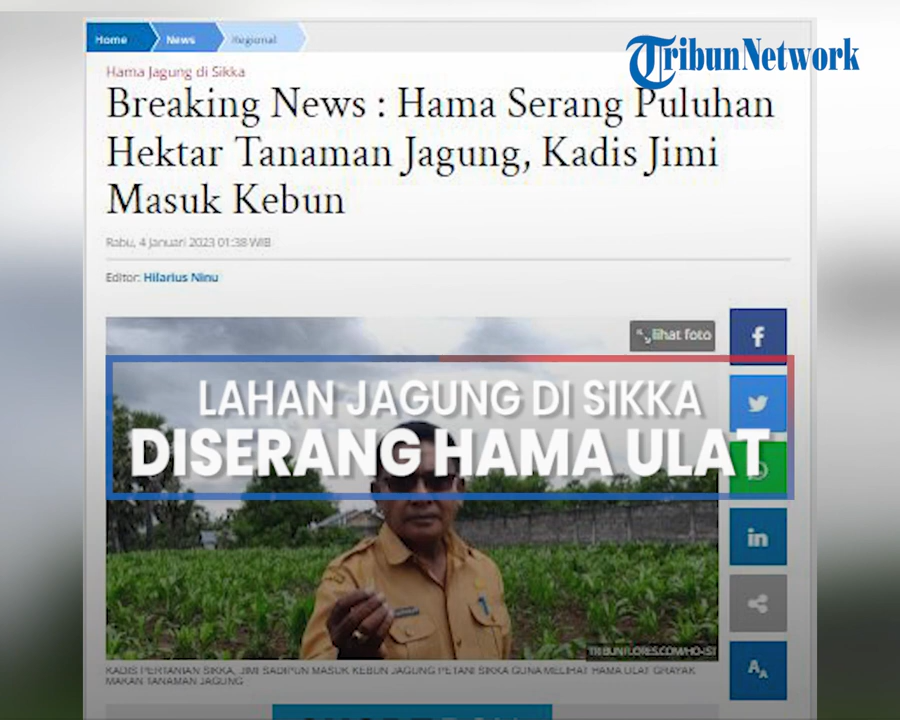 Home News Regional
TribunNetwork
Hama Jagung di Sikka
Breaking News : Hama Serang Puluhan
Hektar Tanaman Jagung, Kadis Jimi
Masuk Kebun
Rabu, 4 Januari 2023 01:38 WIB
Editor: Hilarius Ninu
lihat foto
LAHAN JAGUNG DI SIKKA
DISERANG HAMA ULAT
TRIBUNFLORES.COM/HO-IST
KADIS PERTANIAN SIKKA, JIMI SADIPUN MASUK KEBUN JAGUNG PETANI SIKKA GUNA MELIHAT HAMA ULAT GRAYAK
MAKAN TANAMAN JAGUNG